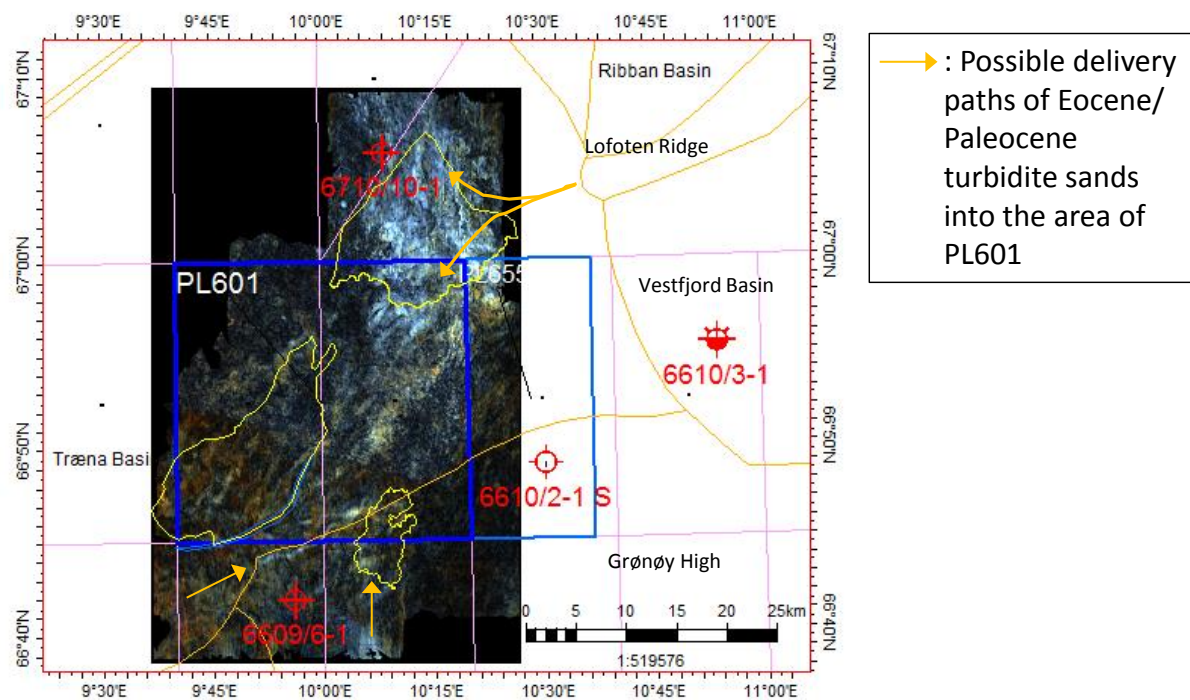 9°30'E 9°45'E 10°00'E 10°15'E 10°30'E 10°45'E 11°00'E
67°10'N
67°00'N
66°50'N
66°40'N
67°10'N
67°00'N
66°50'N
66°40'N
Ribban Basin
Lofoten Ridge
6710/10-1
PL601
PL655
Vestfjord Basin
6610/3-1
Træna Basi
6610/2-1 S
Grønøy High
6609/6-1
0 5 10 15 20 25km
1:519576
9°30'E 9°45'E 10°00'E 10°15'E 10°30'E 10°45'E 11°00'E
: Possible delivery
paths of Eocene/
Paleocene
turbidite sands
into the area of
PL601